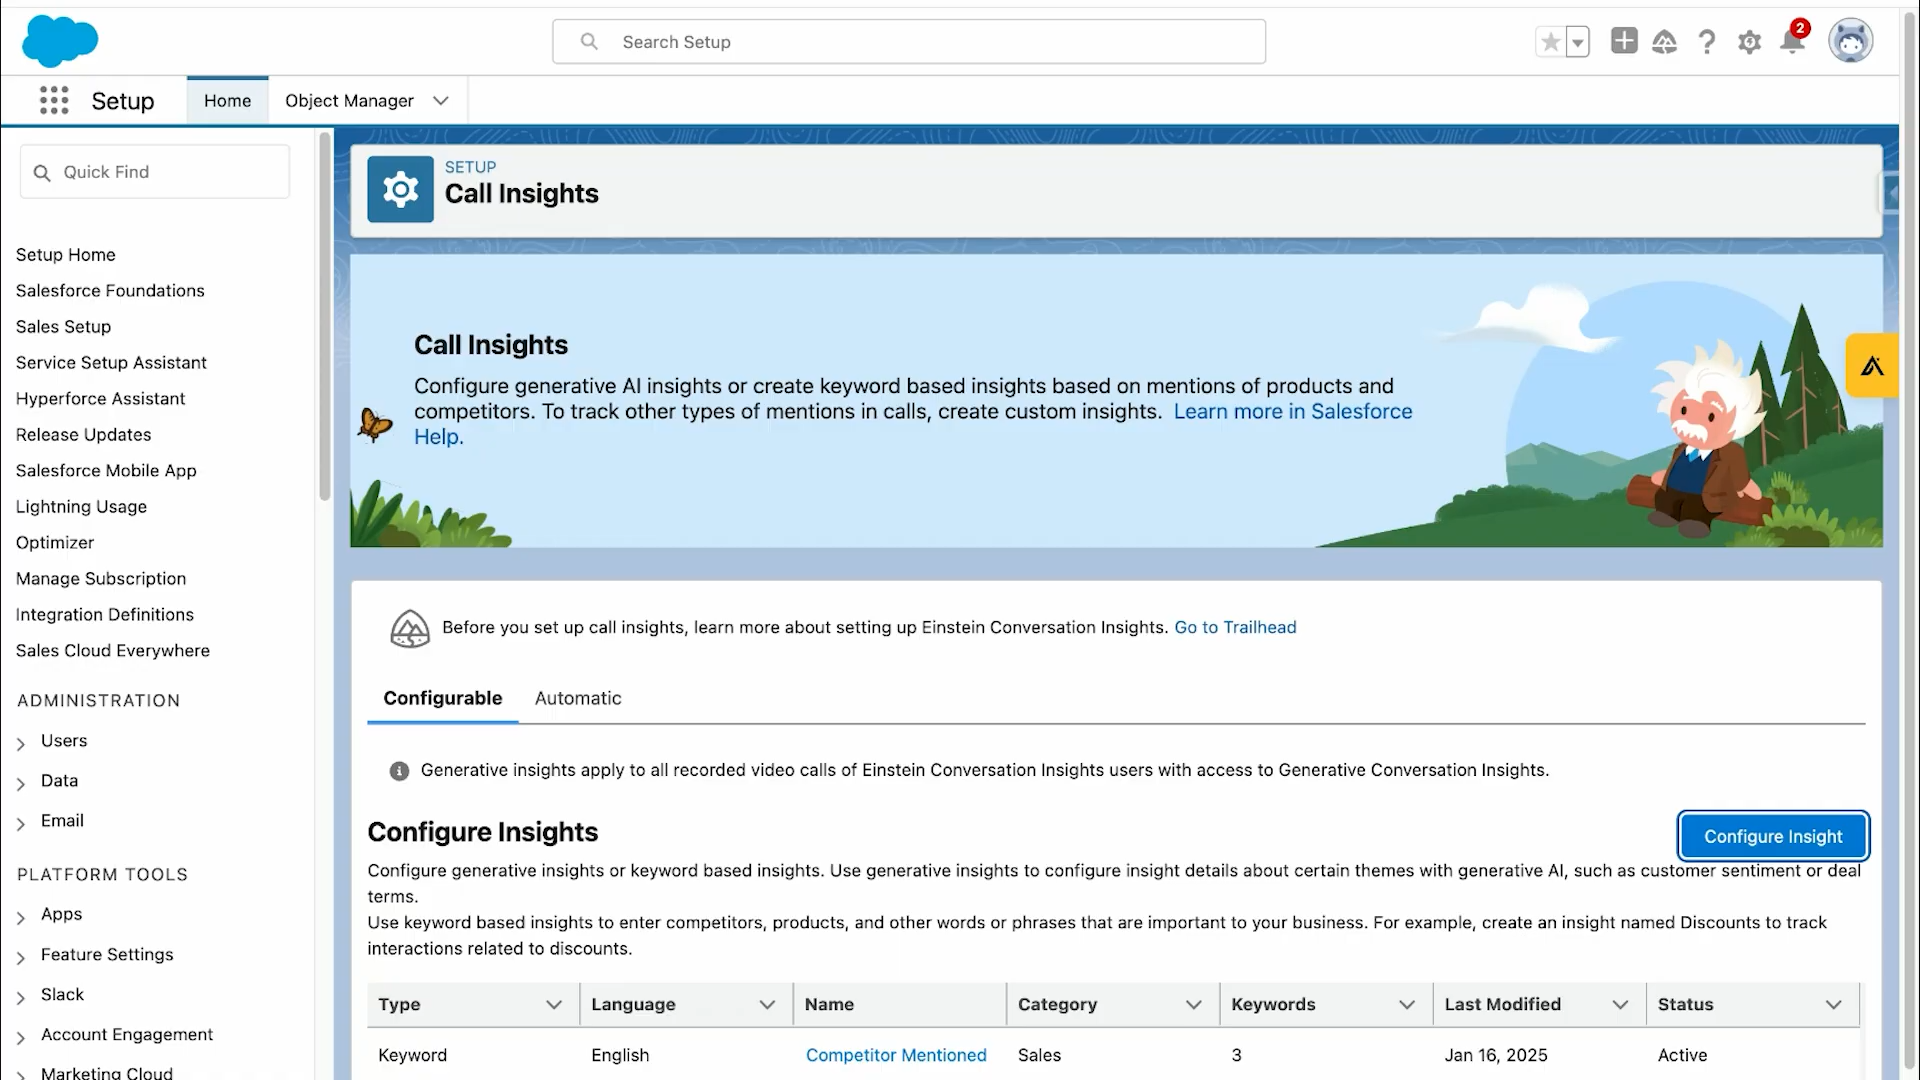 Search Setup
2
Setup
Home
Object Manager
Quick Find
Setup Home
Salesforce Foundations
Sales Setup
Service Setup Assistant
Hyperforce Assistant
Release Updates
Salesforce Mobile App
Lightning Usage
Optimizer
Manage Subscription
Integration Definitions
Sales Cloud Everywhere
ADMINISTRATION
Users
Data
Email
PLATFORM TOOLS
Apps
Feature Settings
Slack
Account Engagement
Marketing Cloud
SETUP
Call Insights
Call Insights
Configure generative AI insights or create keyword based insights based on mentions of products and
competitors. To track other types of mentions in calls, create custom insights. Learn more in Salesforce
Help.
Before you set up call insights, learn more about setting up Einstein Conversation Insights. Go to Trailhead
Configurable
Automatic
Generative insights apply to all recorded video calls of Einstein Conversation Insights users with access to Generative Conversation Insights.
Configure Insights
Configure Insight
Configure generative insights or keyword based insights. Use generative insights to configure insight details about certain themes with generative AI, such as customer sentiment or deal
terms.
Use keyword based insights to enter competitors, products, and other words or phrases that are important to your business. For example, create an insight named Discounts to track
interactions related to discounts.
Type Language Name Category Keywords Last Modified Status
Keyword English Competitor Mentioned Sales 3 Jan 16, 2025 Active